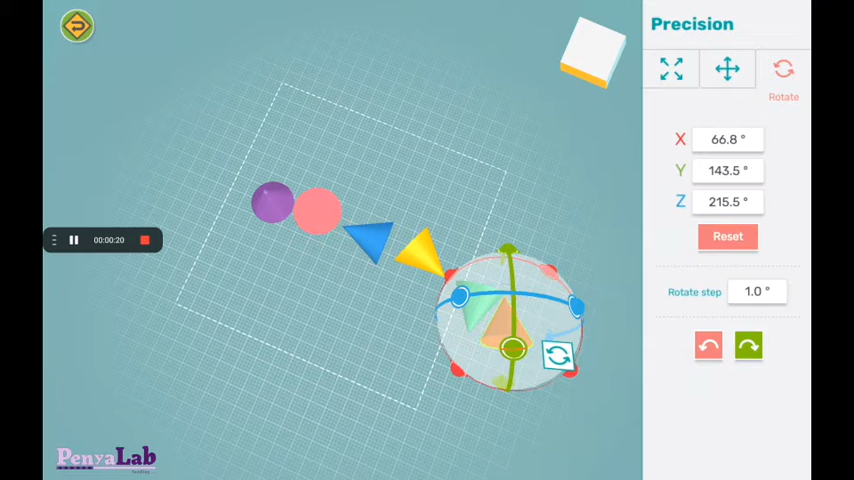 Precision
Rotate
X 66.8 °
Y 143.5 °
Z 215.5 °
Reset
Rotate step 1.0 °
00:00:20
PenyaLab